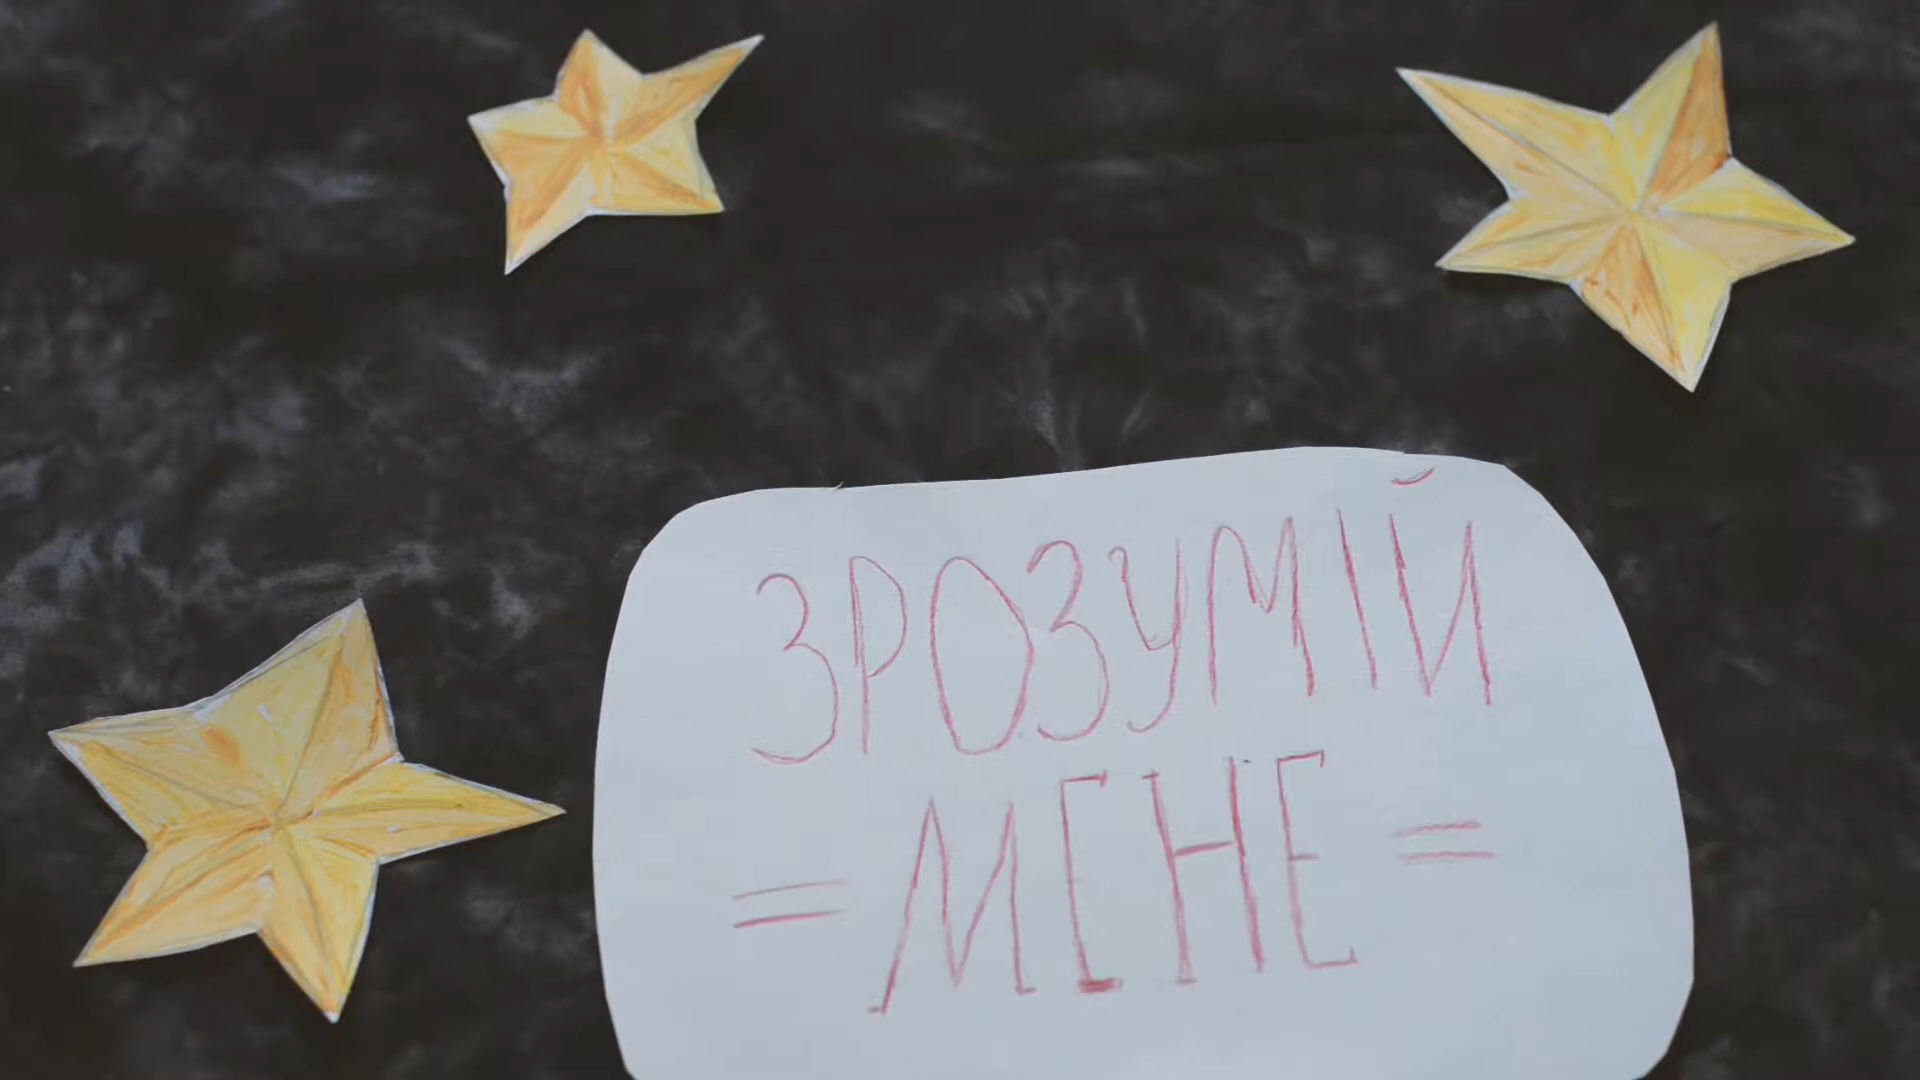 ЗРОЗУМІЙ
= МЕНЕ =